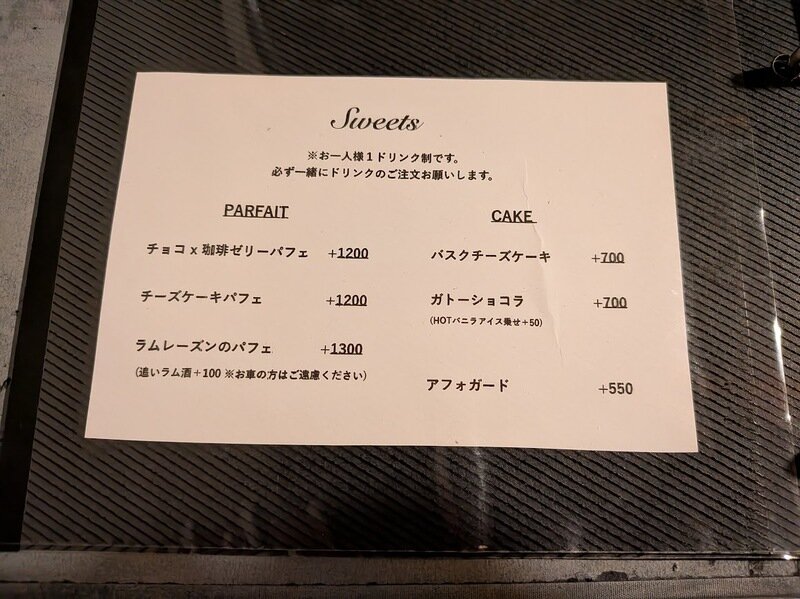 Sweets
※お一人様1ドリンク制です。
必ず一緒にドリンクのご注文お願いします。
PARFAIT
チョコ x 珈琲ゼリーパフェ +1200
チーズケーキパフェ +1200
ラムレーズンのパフェ +1300
(追いラム酒+100 ※お車の方はご遠慮ください)
CAKE
バスクチーズケーキ +700
ガトーショコラ +700
(HOTバニラアイス乗せ+50)
アフォガード +550